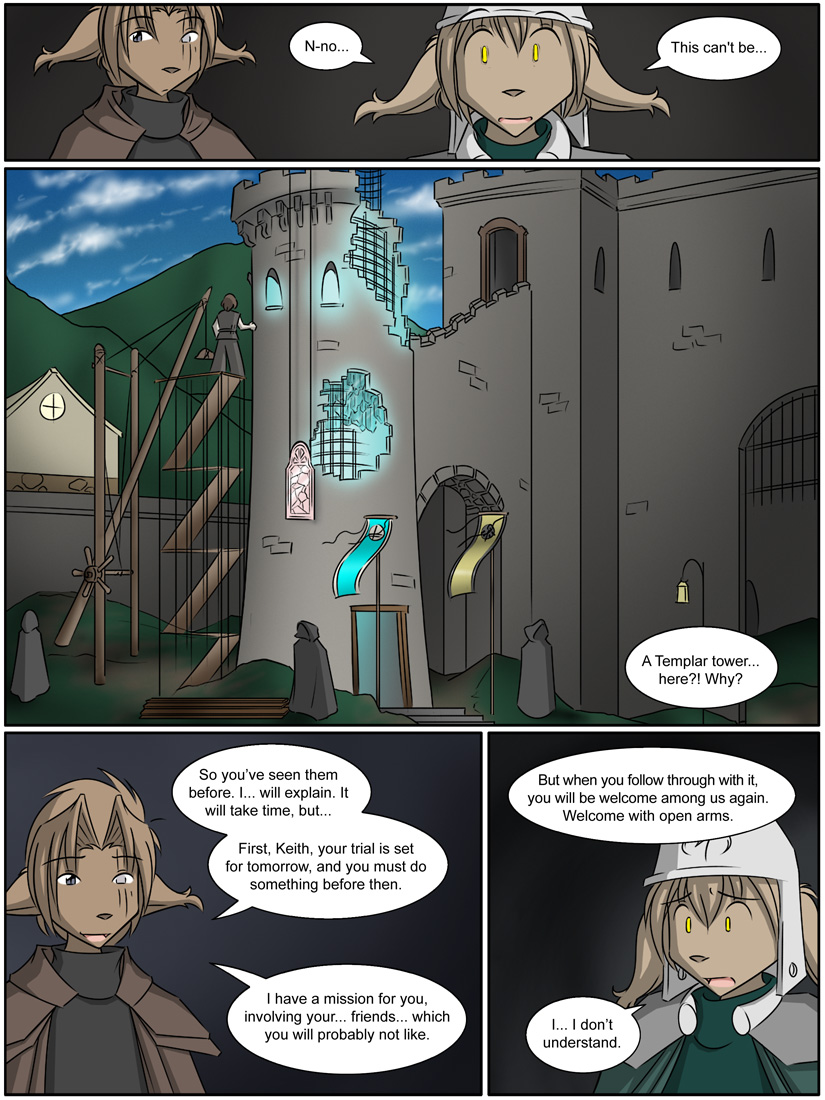 N-no...
This can't be...
A Templar tower...
here?! Why?
So you’ve seen them
before. I... will explain. It
will take time, but...
First, Keith, your trial is set
for tomorrow, and you must do
something before then.
I have a mission for you,
involving your... friends... which
you will probably not like.
But when you follow through with it,
you will be welcome among us again.
Welcome with open arms.
I... I don’t
understand.